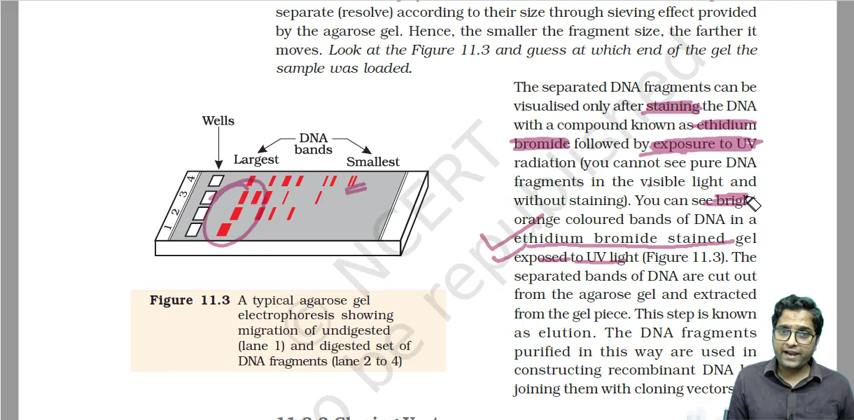 separate (resolve) according to their size through sieving effect provided
by the agarose gel. Hence, the smaller the fragment size, the farther it
moves. Look at the Figure 11.3 and guess at which end of the gel the
sample was loaded.
Wells
DNA
bands
Largest
Smallest
1 2 3 4
Figure 11.3 A typical agarose gel
electrophoresis showing
migration of undigested
(lane 1) and digested set of
DNA fragments (lane 2 to 4)
The separated DNA fragments can be
visualised only after staining the DNA
with a compound known as ethidium
bromide followed by exposure to UV
radiation (you cannot see pure DNA
fragments in the visible light and
without staining). You can see bright
orange coloured bands of DNA in a
ethidium bromide stained gel
exposed to UV light (Figure 11.3). The
separated bands of DNA are cut out
from the agarose gel and extracted
from the gel piece. This step is known
as elution. The DNA fragments
purified in this way are used in
constructing recombinant DNA
joining them with cloning vectors
© NCERT
to be republished